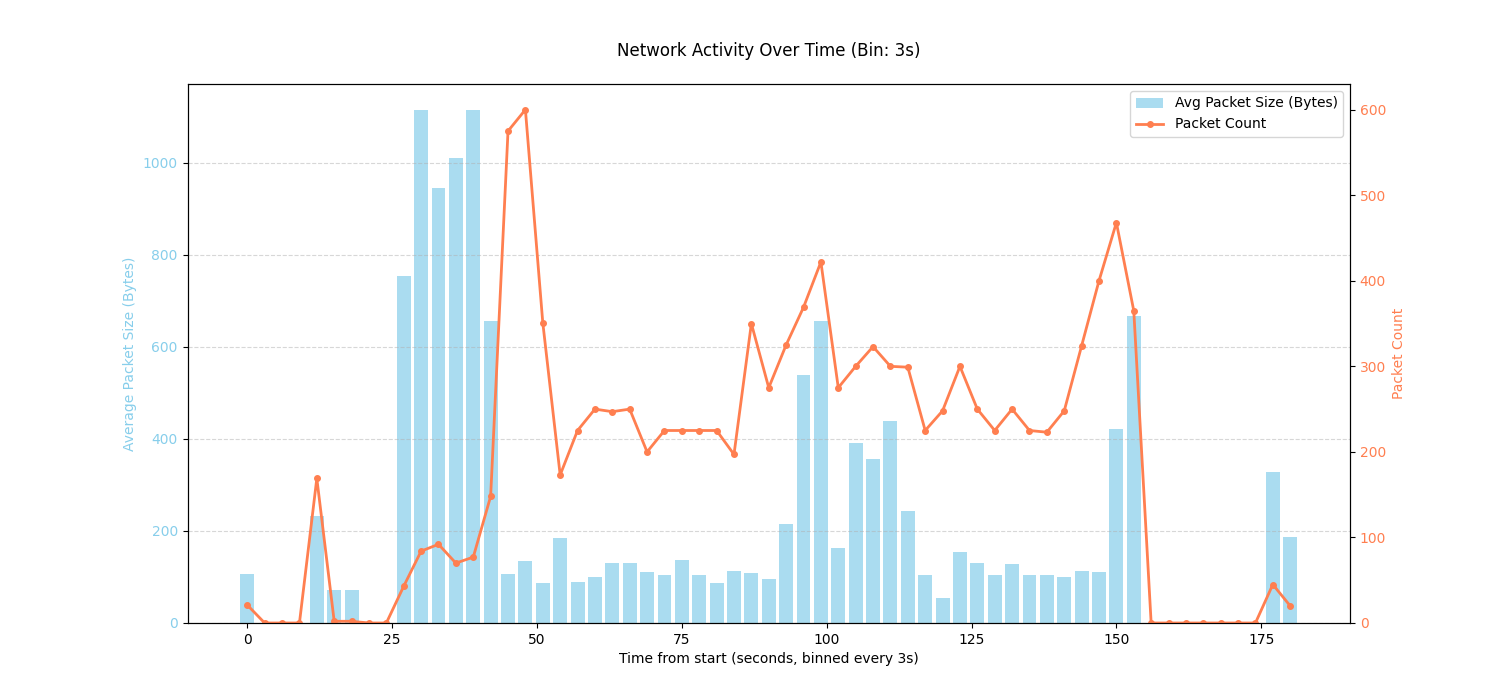 Network Activity Over Time (Bin: 3s)
Avg Packet Size (Bytes)
Packet Count
1000
800
600
400
200
0
Average Packet Size (Bytes)
600
500
400
300
200
100
0
Packet Count
0 25 50 75 100 125 150 175
Time from start (seconds, binned every 3s)